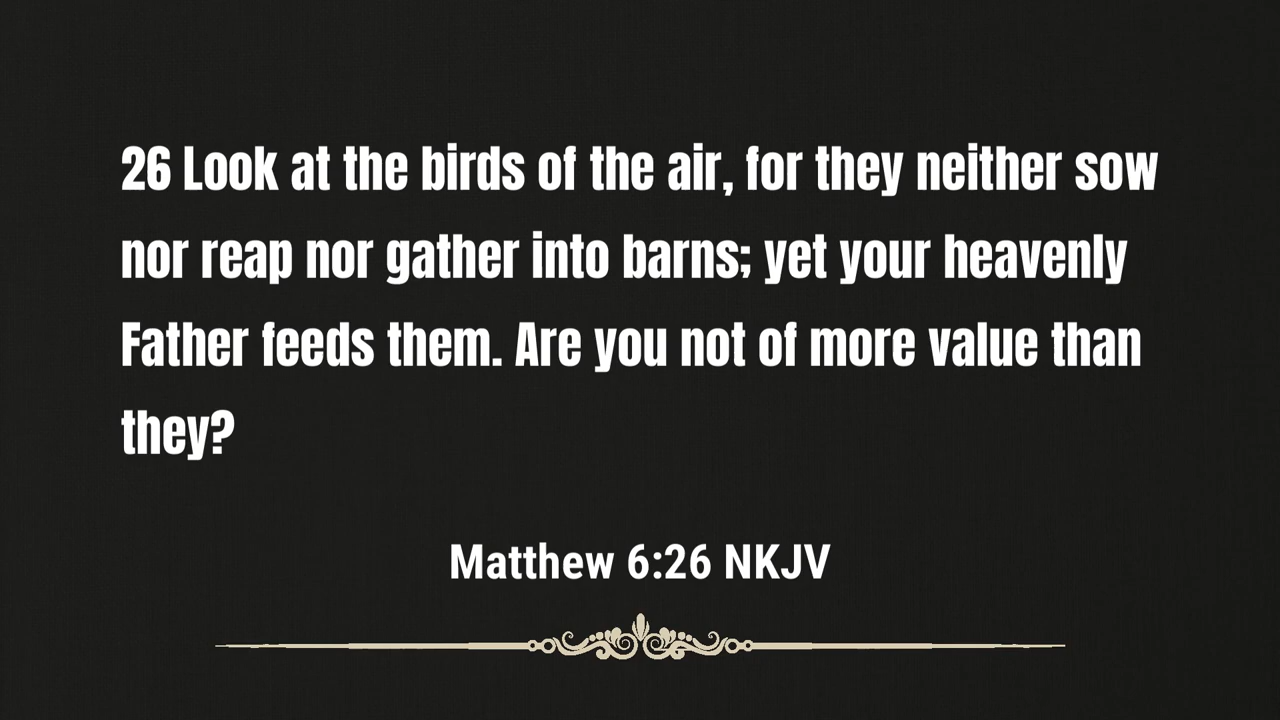 26 Look at the birds of the air, for they neither sow
nor reap nor gather into barns; yet your heavenly
Father feeds them. Are you not of more value than
they?
Matthew 6:26 NKJV